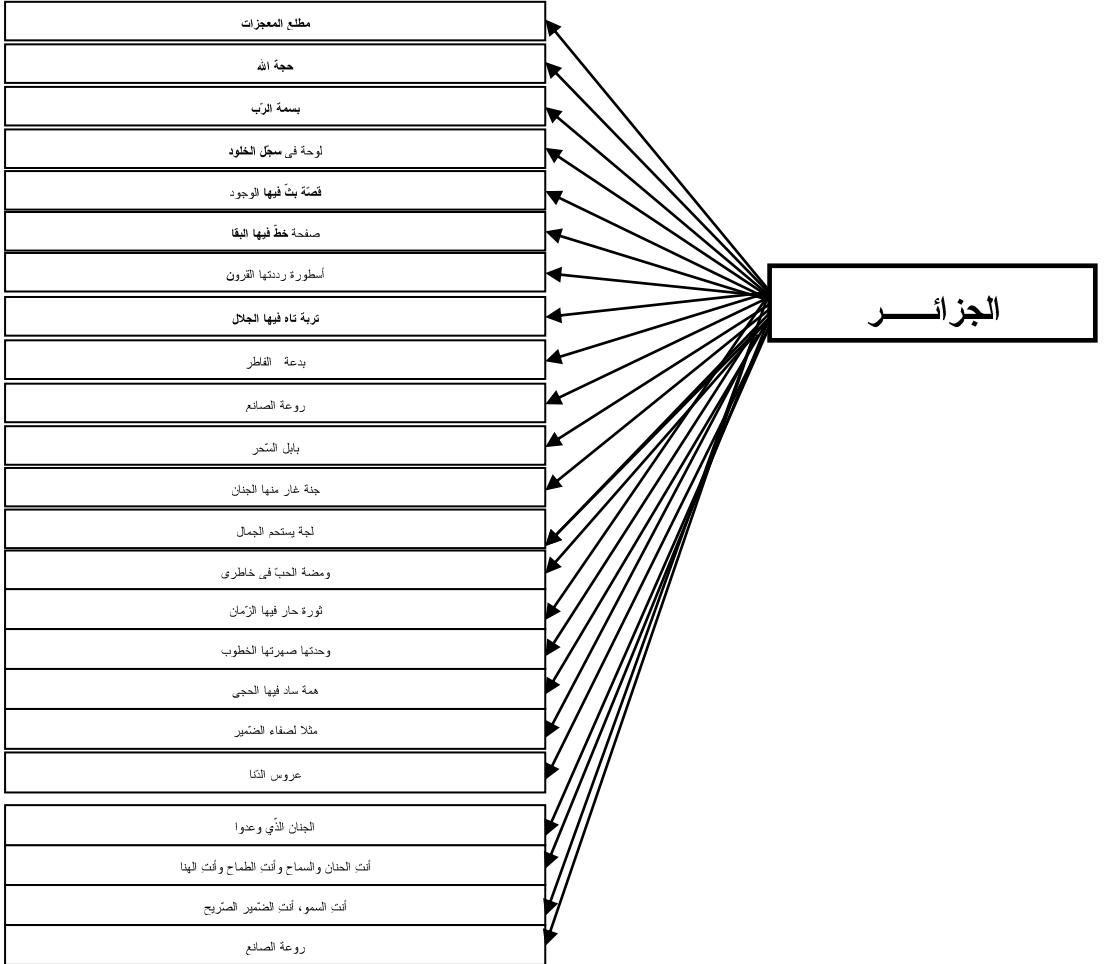 مطلع المعجزات
حجة الله
بسمة الرّب
لوحة في سجّل الخلود
قصّة بثّ فيها الوجود
صفحة خطّ فيها البقا
أسطورة رددتها القرون
تربة تاه فيها الجلال
بدعة الفاطر
روعة الصانع
بابل السّحر
جنة غار منها الجنان
لجة يستحم الجمال
ومضة الحبّ في خاطري
ثورة حار فيها الزّمان
وحدتها صهرتها الخطوب
همة ساد فيها الحجى
مثلا لصفاء الضّمير
عروس الدّنا
الجنان الذّي وعدوا
أنتِ الحنان والسماح وأنتِ الطماح وأنتِ الهنا
أنتِ السمو، أنتِ الضّمير الصّريح
روعة الصانع
الجزائـــــر